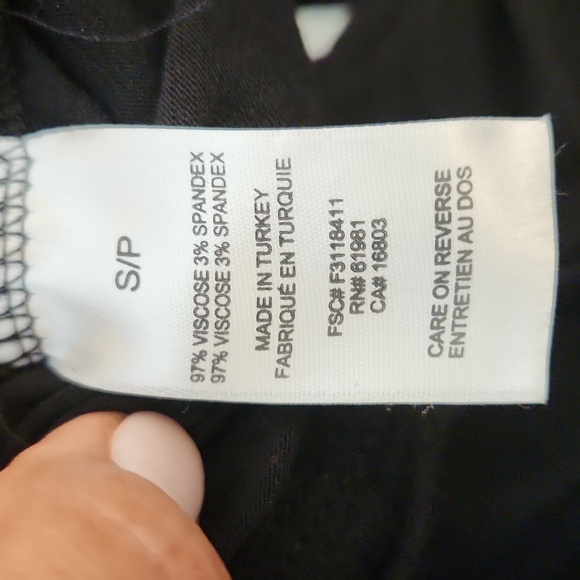 S/P
97% VISCOSE 3% SPANDEX
97% VISCOSE 3% SPANDEX
MADE IN TURKEY
FABRIQUÉ EN TURQUIE
FSC# F3118411
RN# 61981
CA# 16803
CARE ON REVERSE
ENTRETIEN AU DOS